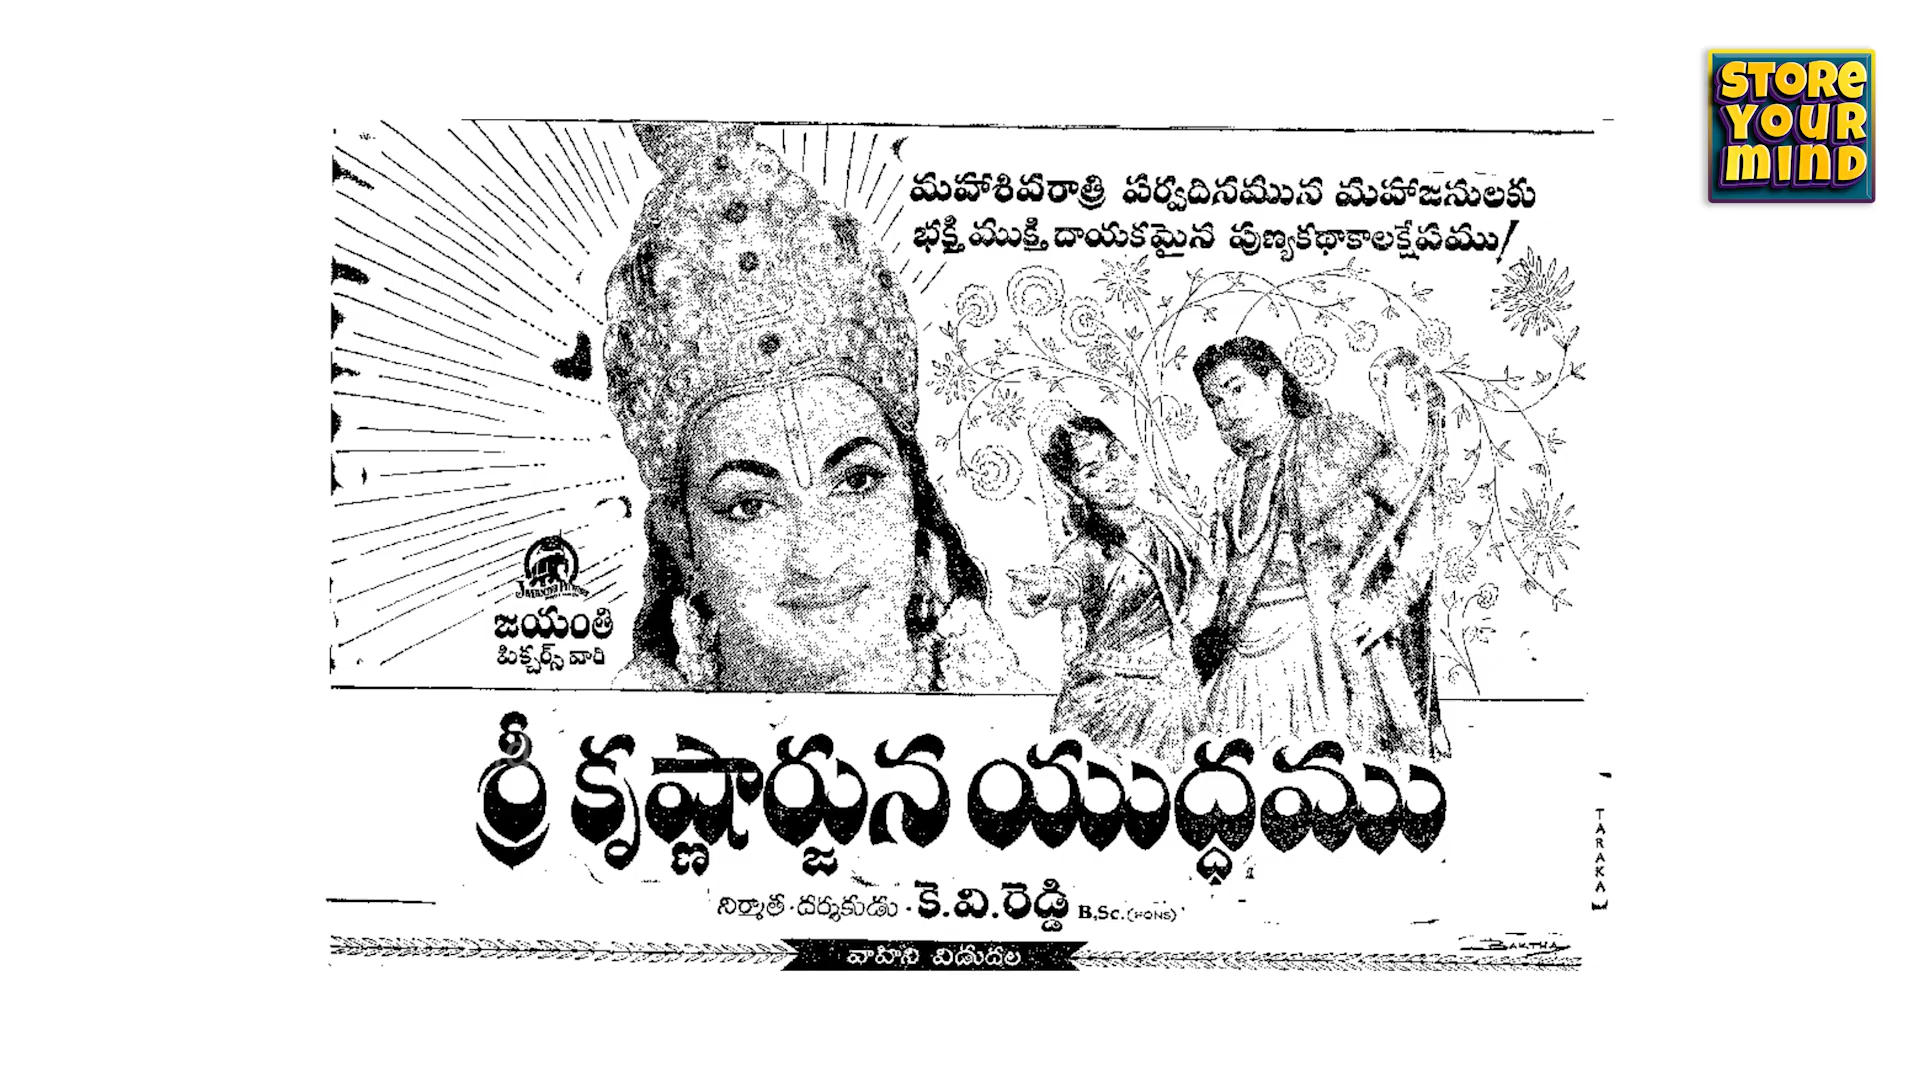 STORE
YOUR
MIND
మహాశివరాత్రి పర్వదినమున మహాజనులకు
భక్తి ముక్తి దాయకమైన పుణ్యకథాకాలక్షేపము!
జయంతి
పిక్చర్స్ వారి
శ్రీ కృష్ణార్జున యుద్ధము
నిర్మాత·దర్శకుడు· కె.వి.రెడ్డి B.Sc.(HONS)
వాహిని విడుదల
BAKTHA
TARAKA